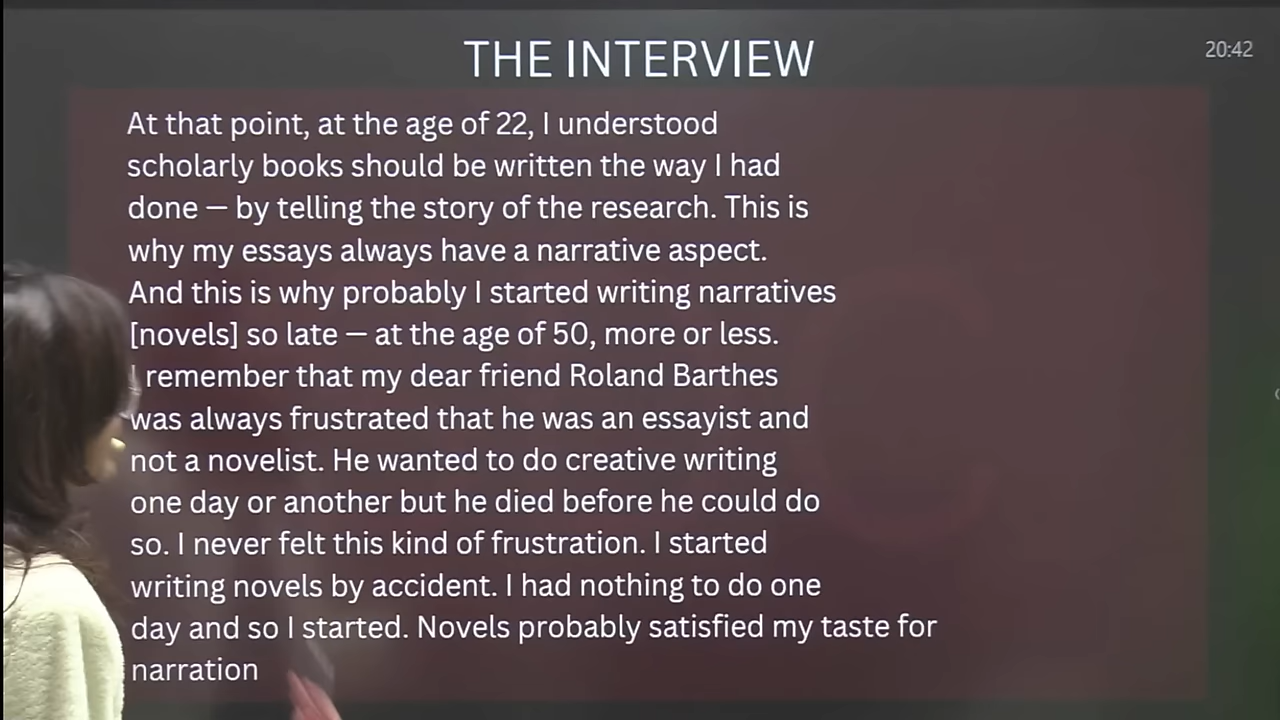 THE INTERVIEW
20:42
At that point, at the age of 22, I understood
scholarly books should be written the way I had
done — by telling the story of the research. This is
why my essays always have a narrative aspect.
And this is why probably I started writing narratives
[novels] so late — at the age of 50, more or less.
I remember that my dear friend Roland Barthes
was always frustrated that he was an essayist and
not a novelist. He wanted to do creative writing
one day or another but he died before he could do
so. I never felt this kind of frustration. I started
writing novels by accident. I had nothing to do one
day and so I started. Novels probably satisfied my taste for
narration